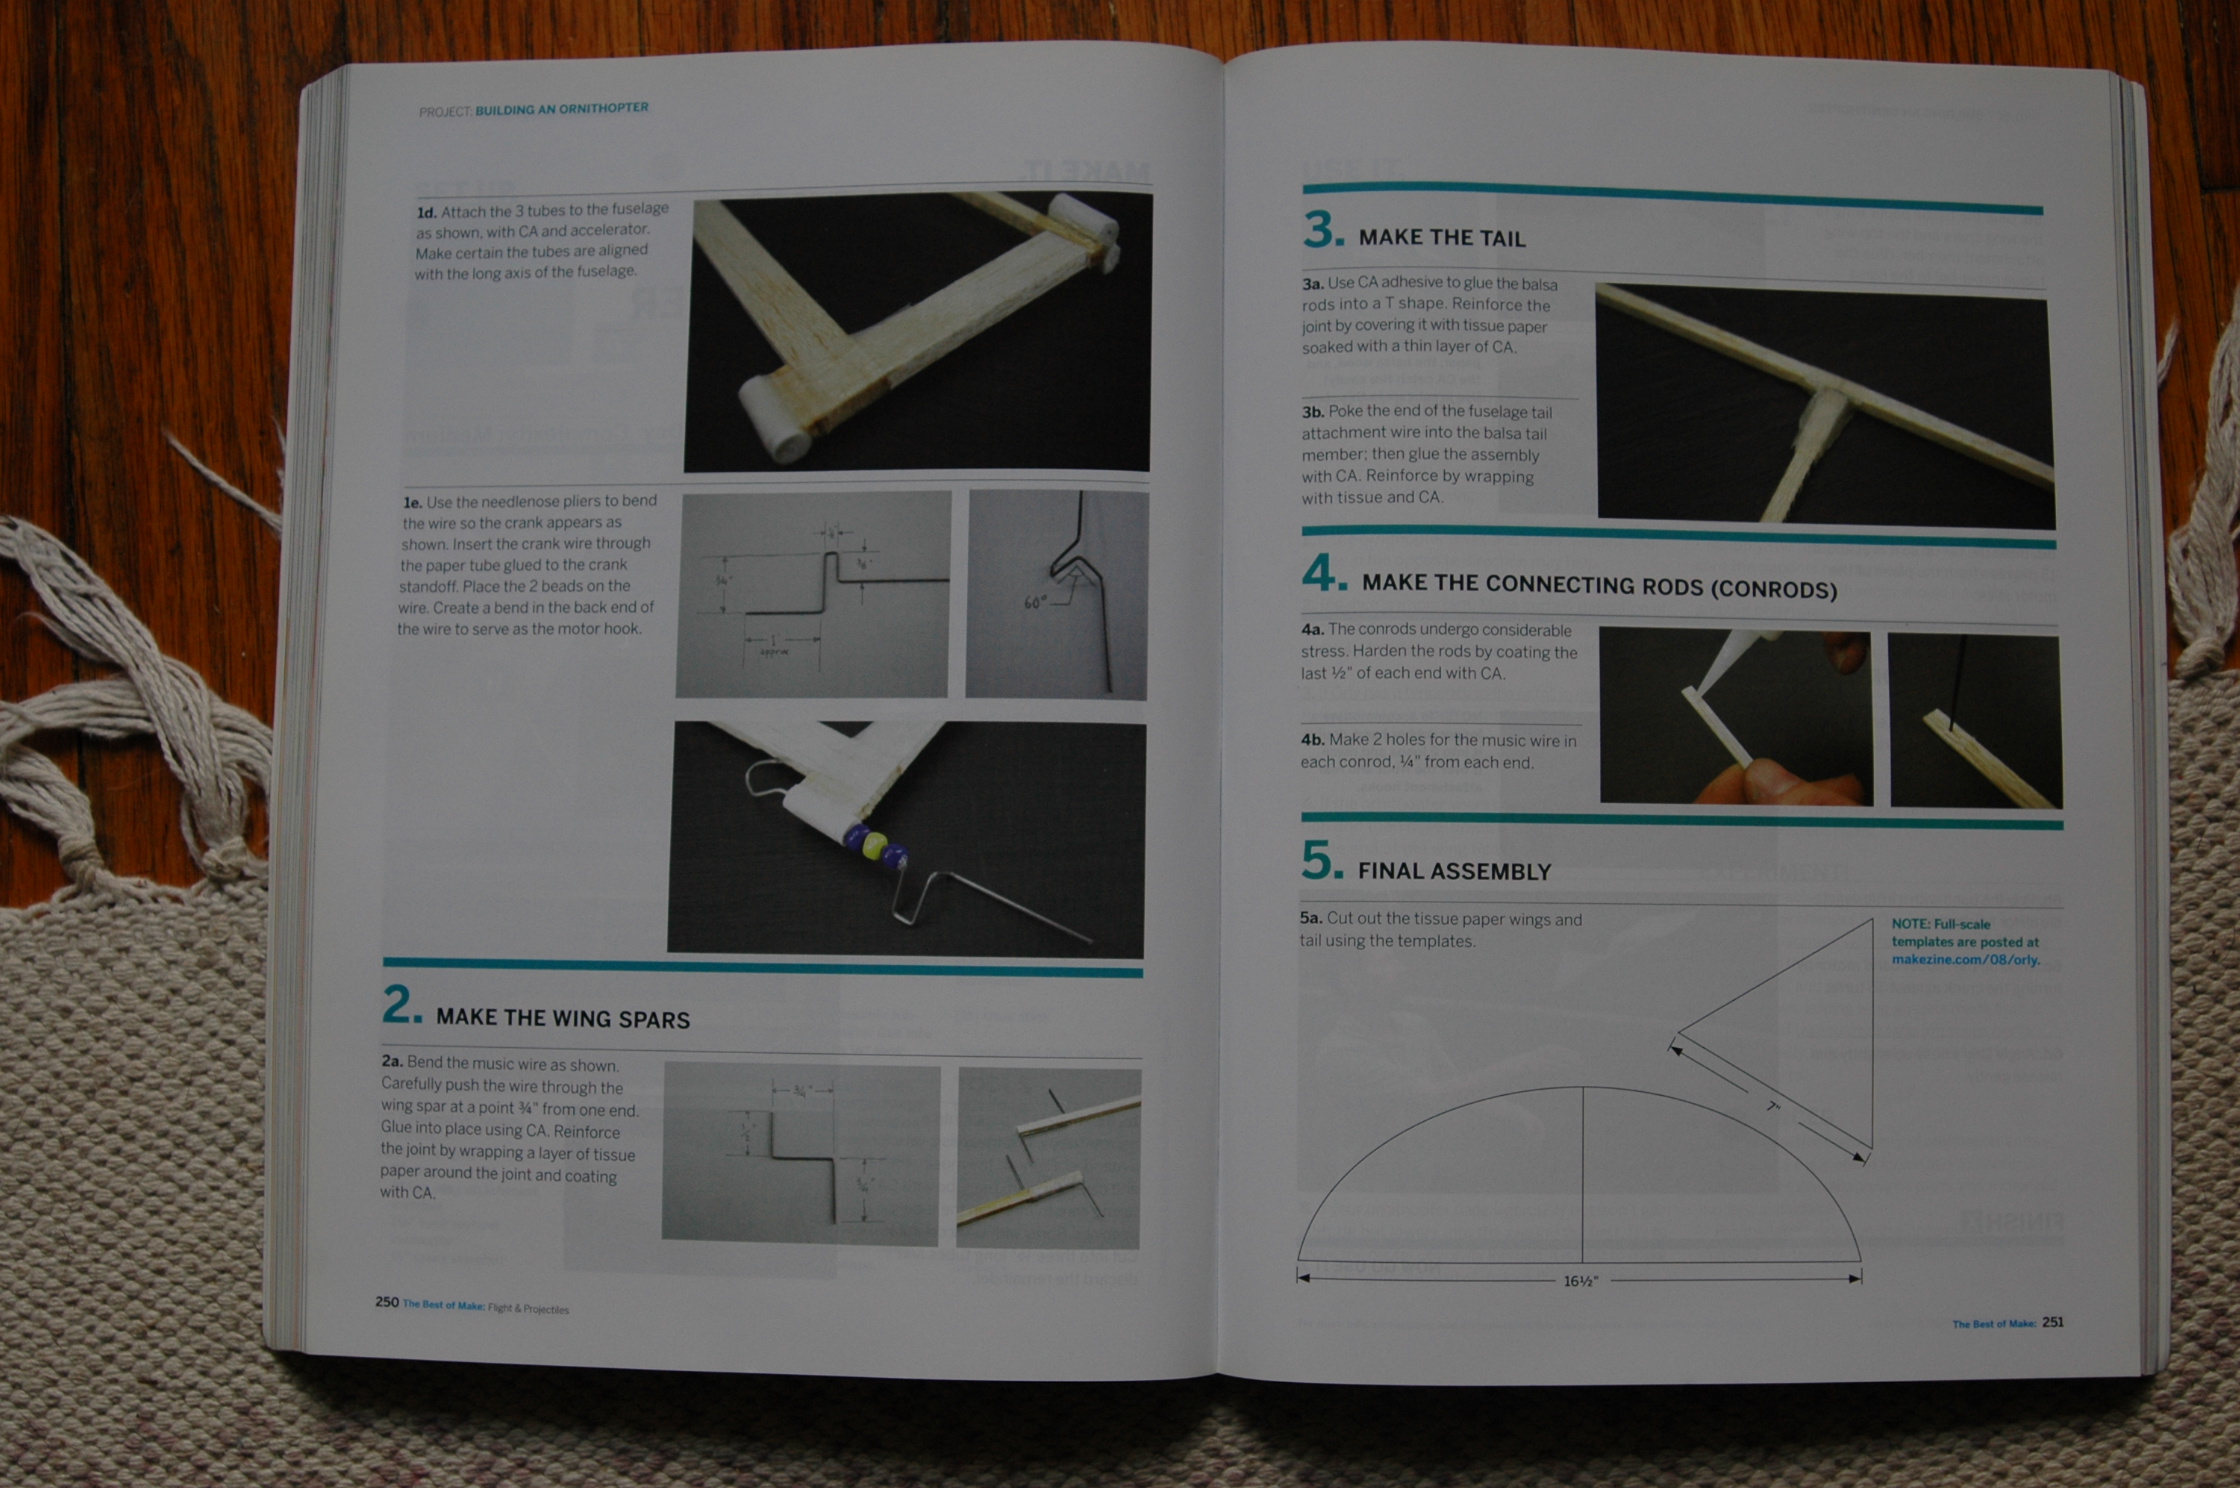 PROJECT: BUILDING AN ORNITHOPTER
1d. Attach the 3 tubes to the fuselage
as shown, with CA and accelerator.
Make certain the tubes are aligned
with the long axis of the fuselage.
1e. Use the needlenose pliers to bend
the wire so the crank appears as
shown. Insert the crank wire through
the paper tube glued to the crank
standoff. Place the 2 beads on the
wire. Create a bend in the back end of
the wire to serve as the motor hook.
3/4"
1"
approx
60°
2. MAKE THE WING SPARS
2a. Bend the music wire as shown.
Carefully push the wire through the
wing spar at a point ¾" from one end.
Glue into place using CA. Reinforce
the joint by wrapping a layer of tissue
paper around the joint and coating
with CA.
3/4"
250 The Best of Make: Flight & Projectiles
3. MAKE THE TAIL
3a. Use CA adhesive to glue the balsa
rods into a T shape. Reinforce the
joint by covering it with tissue paper
soaked with a thin layer of CA.
3b. Poke the end of the fuselage tail
attachment wire into the balsa tail
member; then glue the assembly
with CA. Reinforce by wrapping
with tissue and CA.
4. MAKE THE CONNECTING RODS (CONRODS)
4a. The conrods undergo considerable
stress. Harden the rods by coating the
last ½" of each end with CA.
4b. Make 2 holes for the music wire in
each conrod, ¼" from each end.
5. FINAL ASSEMBLY
5a. Cut out the tissue paper wings and
tail using the templates.
NOTE: Full-scale
templates are posted at
makezine.com/08/orly.
7"
16½"
The Best of Make: 251